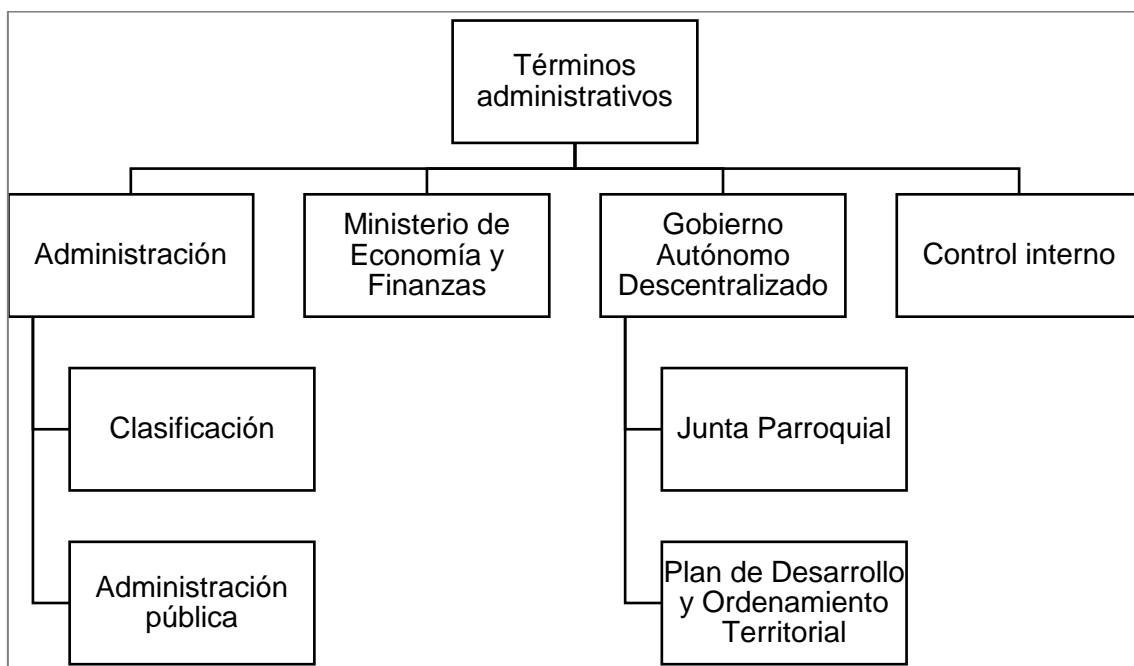 Términos
administrativos
Administración
Ministerio de
Economía y
Finanzas
Gobierno
Autónomo
Descentralizado
Control interno
Clasificación
Junta Parroquial
Administración
pública
Plan de Desarrollo
y Ordenamiento
Territorial